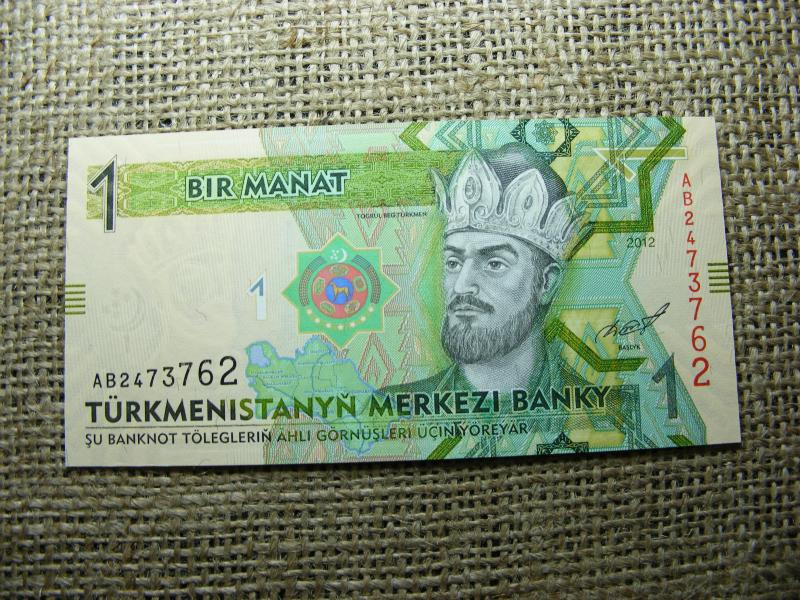 1
BIR MANAT
TOGRUL BEG TÜRKMEN
2012
AB2473762
1
BAŞLYK
AB2473762
1
TÜRKMENISTANYŇ MERKEZI BANKY
ŞU BANKNOT TÖLEGLERIŇ ÄHLI GÖRNÜŞLERI ÜÇIN ÝÖREÝÄR